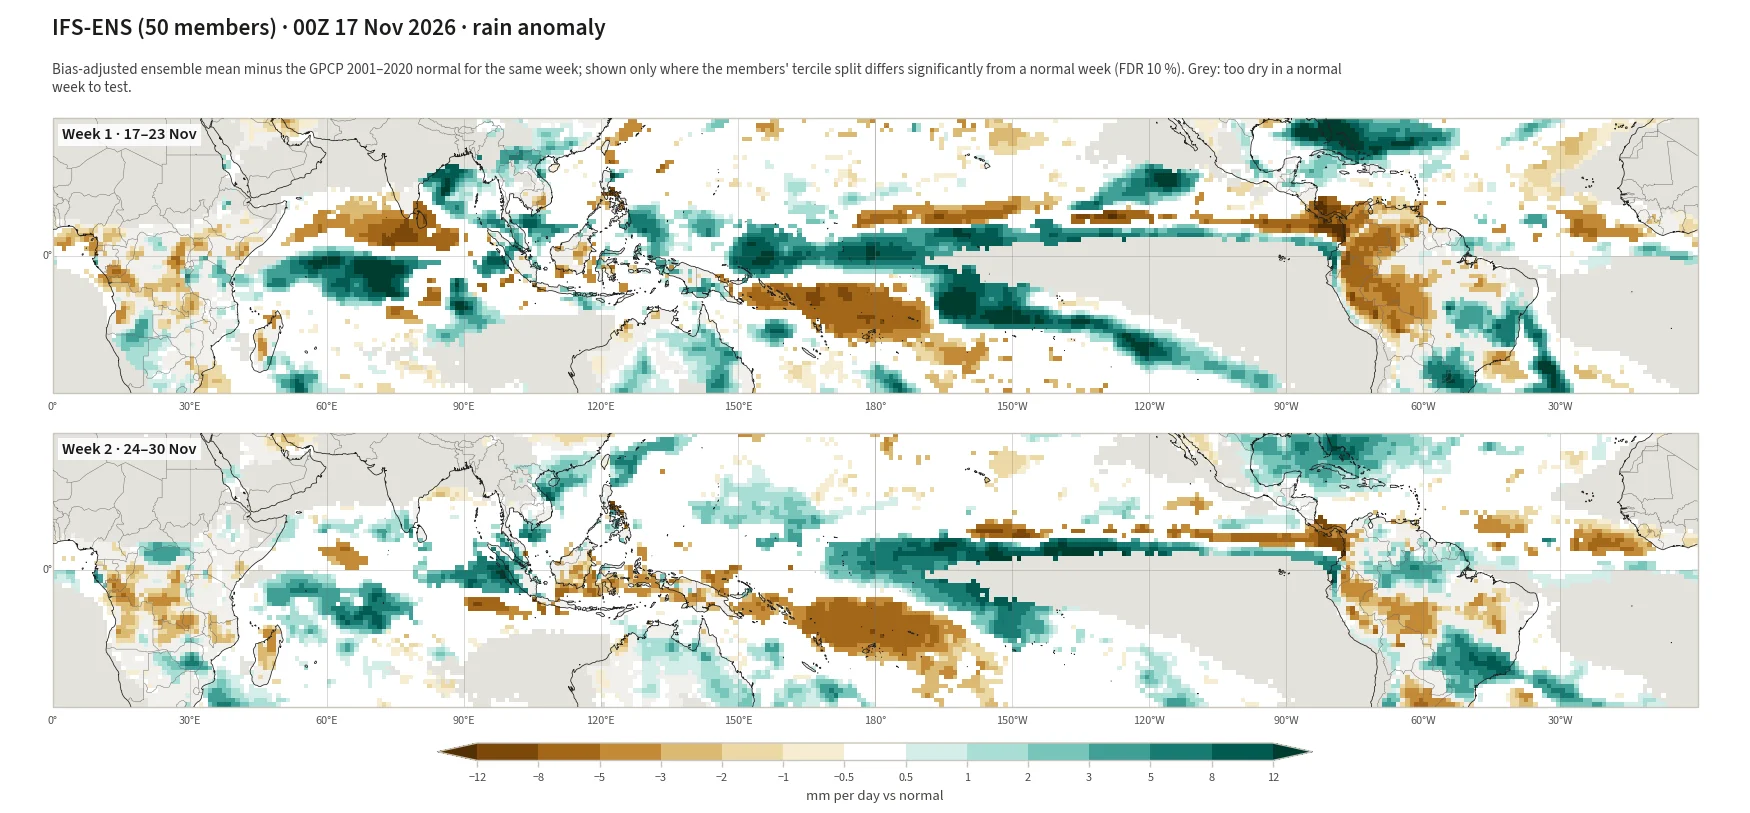 IFS-ENS (50 members) · 00Z 17 Nov 2026 · rain anomaly
Bias-adjusted ensemble mean minus the GPCP 2001–2020 normal for the same week; shown only where the members' tercile split differs significantly from a normal week (FDR 10 %). Grey: too dry in a normal
week to test.
Week 1 · 17–23 Nov
0°
0° 30°E 60°E 90°E 120°E 150°E 180° 150°W 120°W 90°W 60°W 30°W
Week 2 · 24–30 Nov
0°
0° 30°E 60°E 90°E 120°E 150°E 180° 150°W 120°W 90°W 60°W 30°W
−12 −8 −5 −3 −2 −1 −0.5 0.5 1 2 3 5 8 12
mm per day vs normal